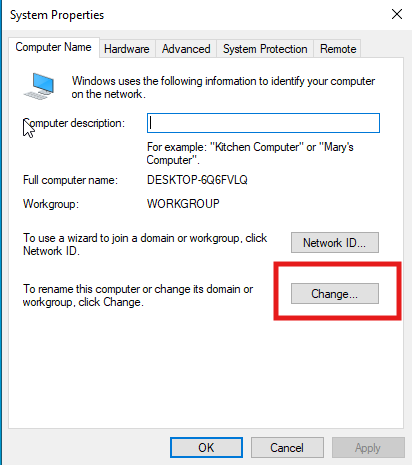 System Properties
Computer Name Hardware Advanced System Protection Remote
Windows uses the following information to identify your computer
on the network.
Computer description:
For example: "Kitchen Computer" or "Mary's
Computer".
Full computer name: DESKTOP-6Q6FVLQ
Workgroup: WORKGROUP
To use a wizard to join a domain or workgroup, click
Network ID.
Network ID...
To rename this computer or change its domain or
workgroup, click Change.
Change...
OK Cancel Apply